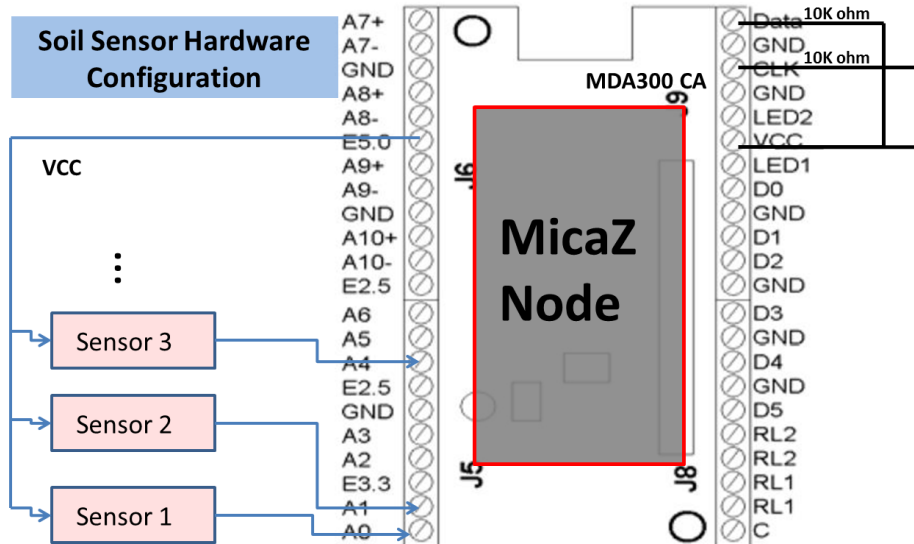 Soil Sensor Hardware
Configuration
VCC
⋮
Sensor 3
Sensor 2
Sensor 1
A7+
A7-
GND
A8+
A8-
E5.0
A9+
A9-
GND
A10+
A10-
E2.5
A6
A5
A4
E2.5
GND
A3
A2
E3.3
A1
A0
MDA300 CA
J6
J9
MicaZ
Node
J5
J8
Data 10K ohm
GND
CLK 10K ohm
GND
LED2
VCC
LED1
D0
GND
D1
D2
GND
D3
GND
D4
GND
D5
RL2
RL2
RL1
RL1
C